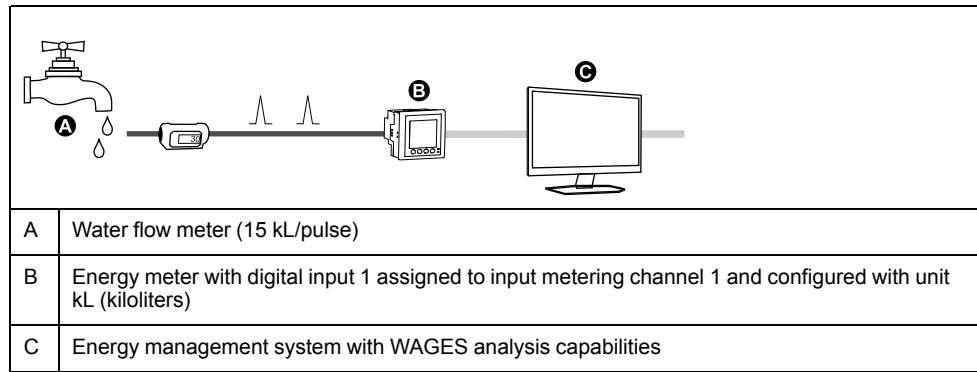 A
30
B
C
A Water flow meter (15 kL/pulse)
B Energy meter with digital input 1 assigned to input metering channel 1 and configured with unit
kL (kiloliters)
C Energy management system with WAGES analysis capabilities